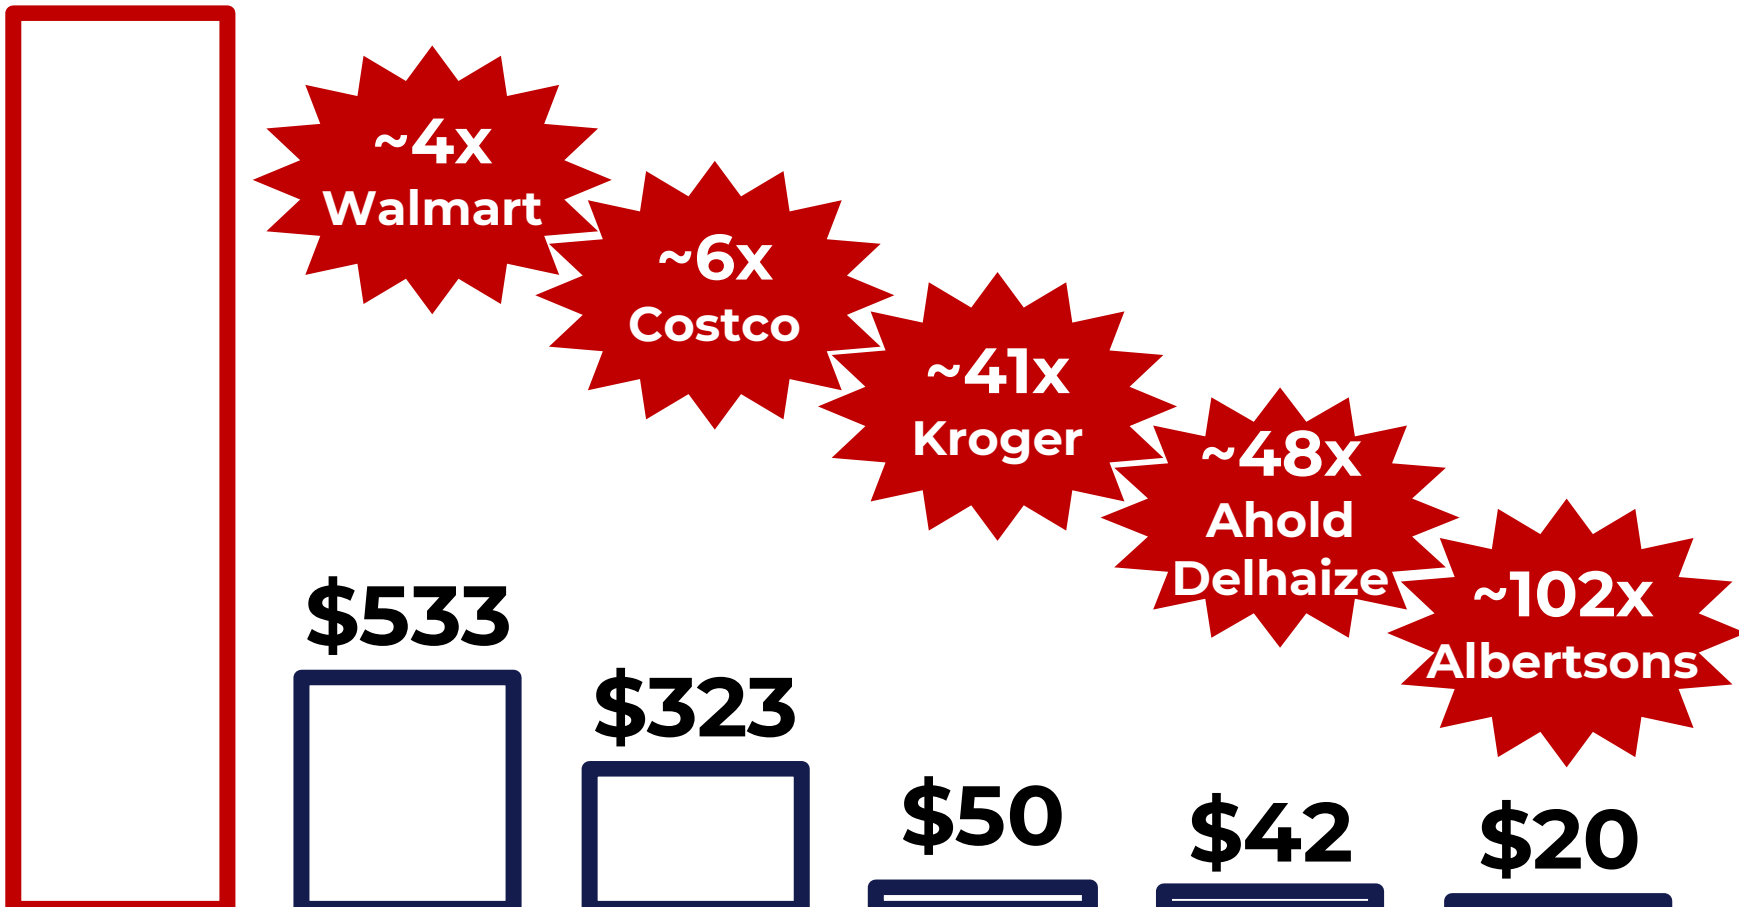 ~4x
Walmart
~6x
Costco
~41x
Kroger
~48x
Ahold
Delhaize
~102x
Albertsons
$533
$323
$50
$42
$20